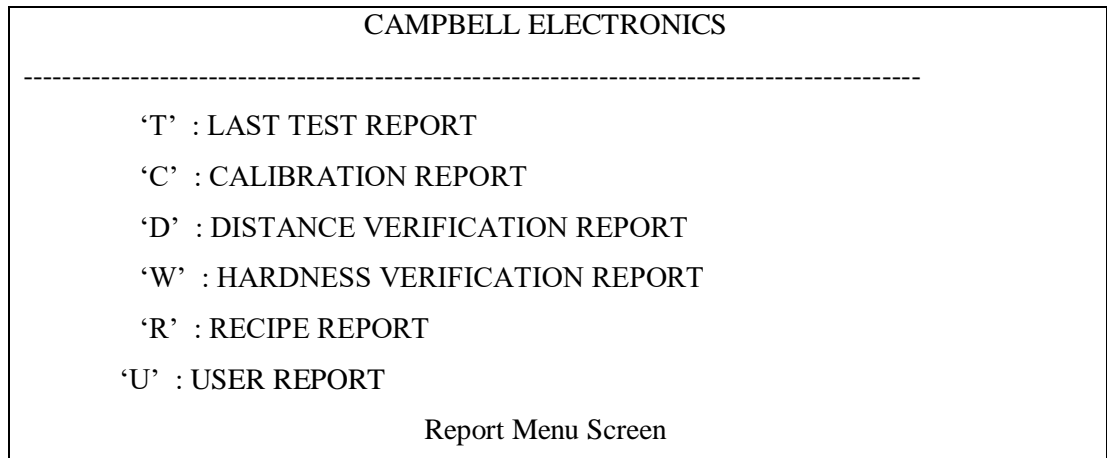 CAMPBELL ELECTRONICS
--------------------------------------------------------------------------------------------
‘T’ : LAST TEST REPORT
‘C’ : CALIBRATION REPORT
‘D’ : DISTANCE VERIFICATION REPORT
‘W’ : HARDNESS VERIFICATION REPORT
‘R’ : RECIPE REPORT
‘U’ : USER REPORT
Report Menu Screen